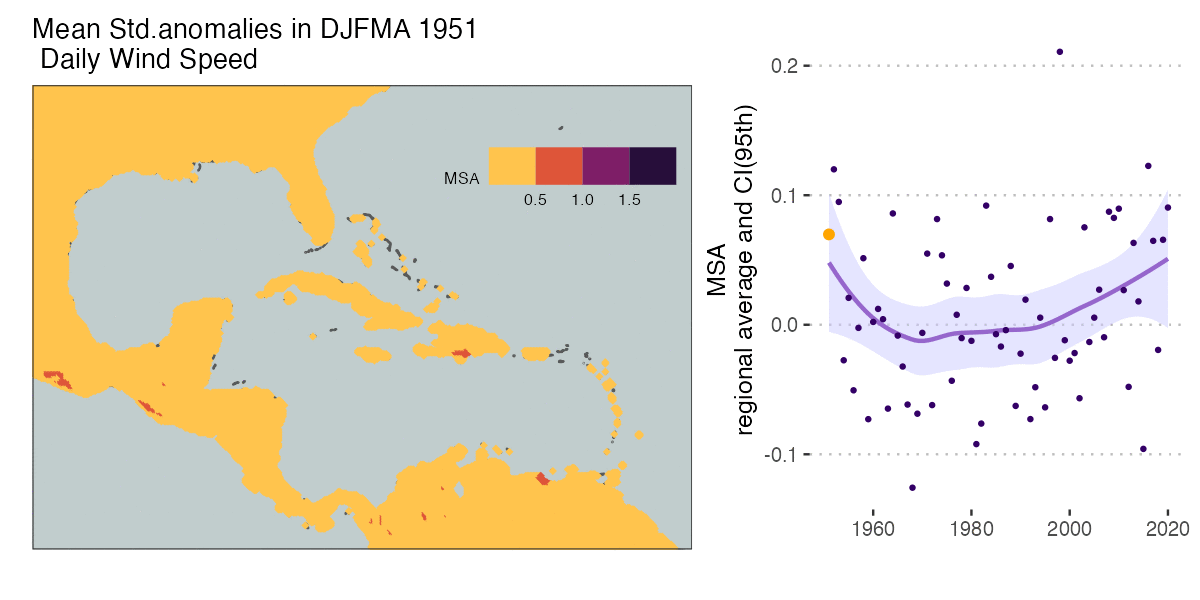 Mean Std.anomalies in DJFMA 1951
Daily Wind Speed
MSA
0.5 1.0 1.5
MSA
regional average and CI(95th)
0.2
0.1
0.0
-0.1
1960 1980 2000 2020